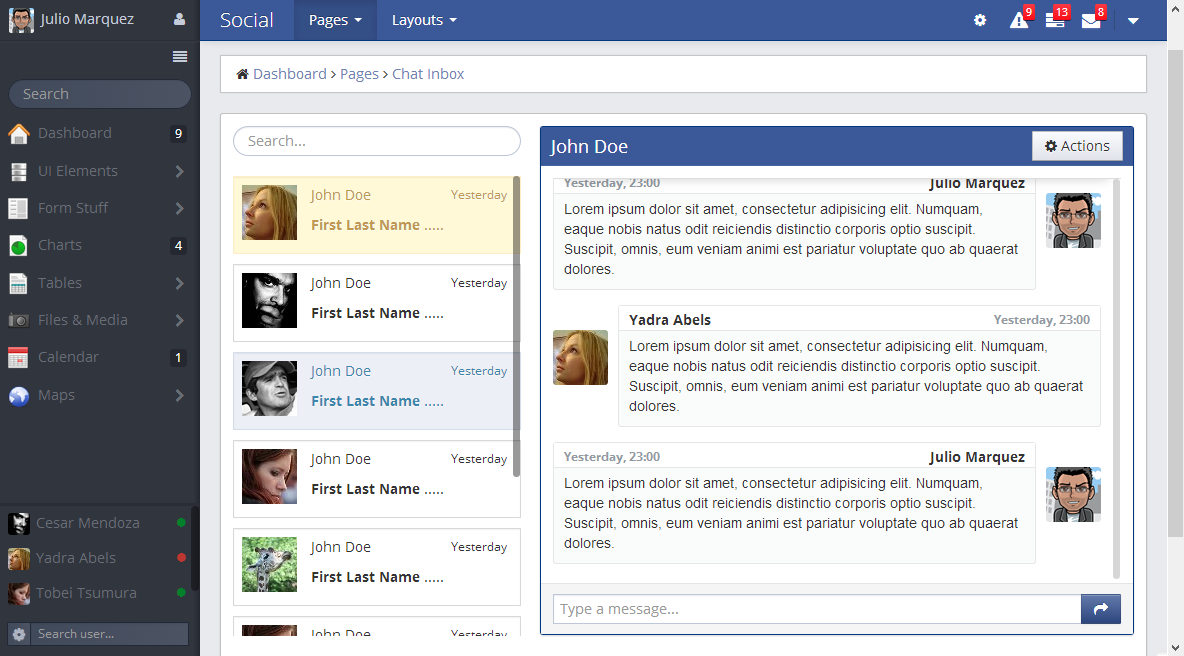 Julio Marquez
Search
Dashboard 9
UI Elements
Form Stuff
Charts 4
Tables
Files & Media
Calendar 1
Maps
Cesar Mendoza
Yadra Abels
Tobei Tsumura
Search user...
Social Pages Layouts 9 13 8
Dashboard › Pages › Chat Inbox
Search...
John Doe Yesterday
First Last Name .....
John Doe Yesterday
First Last Name .....
John Doe Yesterday
First Last Name .....
John Doe Yesterday
First Last Name .....
John Doe Yesterday
First Last Name .....
John Doe Yesterday
John Doe Actions
Yesterday, 23:00 Julio Marquez
Lorem ipsum dolor sit amet, consectetur adipisicing elit. Numquam,
eaque nobis natus odit reiciendis distinctio corporis optio suscipit.
Suscipit, omnis, eum veniam animi est pariatur voluptate quo ab quaerat
dolores.
Yadra Abels Yesterday, 23:00
Lorem ipsum dolor sit amet, consectetur adipisicing elit. Numquam,
eaque nobis natus odit reiciendis distinctio corporis optio suscipit.
Suscipit, omnis, eum veniam animi est pariatur voluptate quo ab quaerat
dolores.
Yesterday, 23:00 Julio Marquez
Lorem ipsum dolor sit amet, consectetur adipisicing elit. Numquam,
eaque nobis natus odit reiciendis distinctio corporis optio suscipit.
Suscipit, omnis, eum veniam animi est pariatur voluptate quo ab quaerat
dolores.
Type a message...